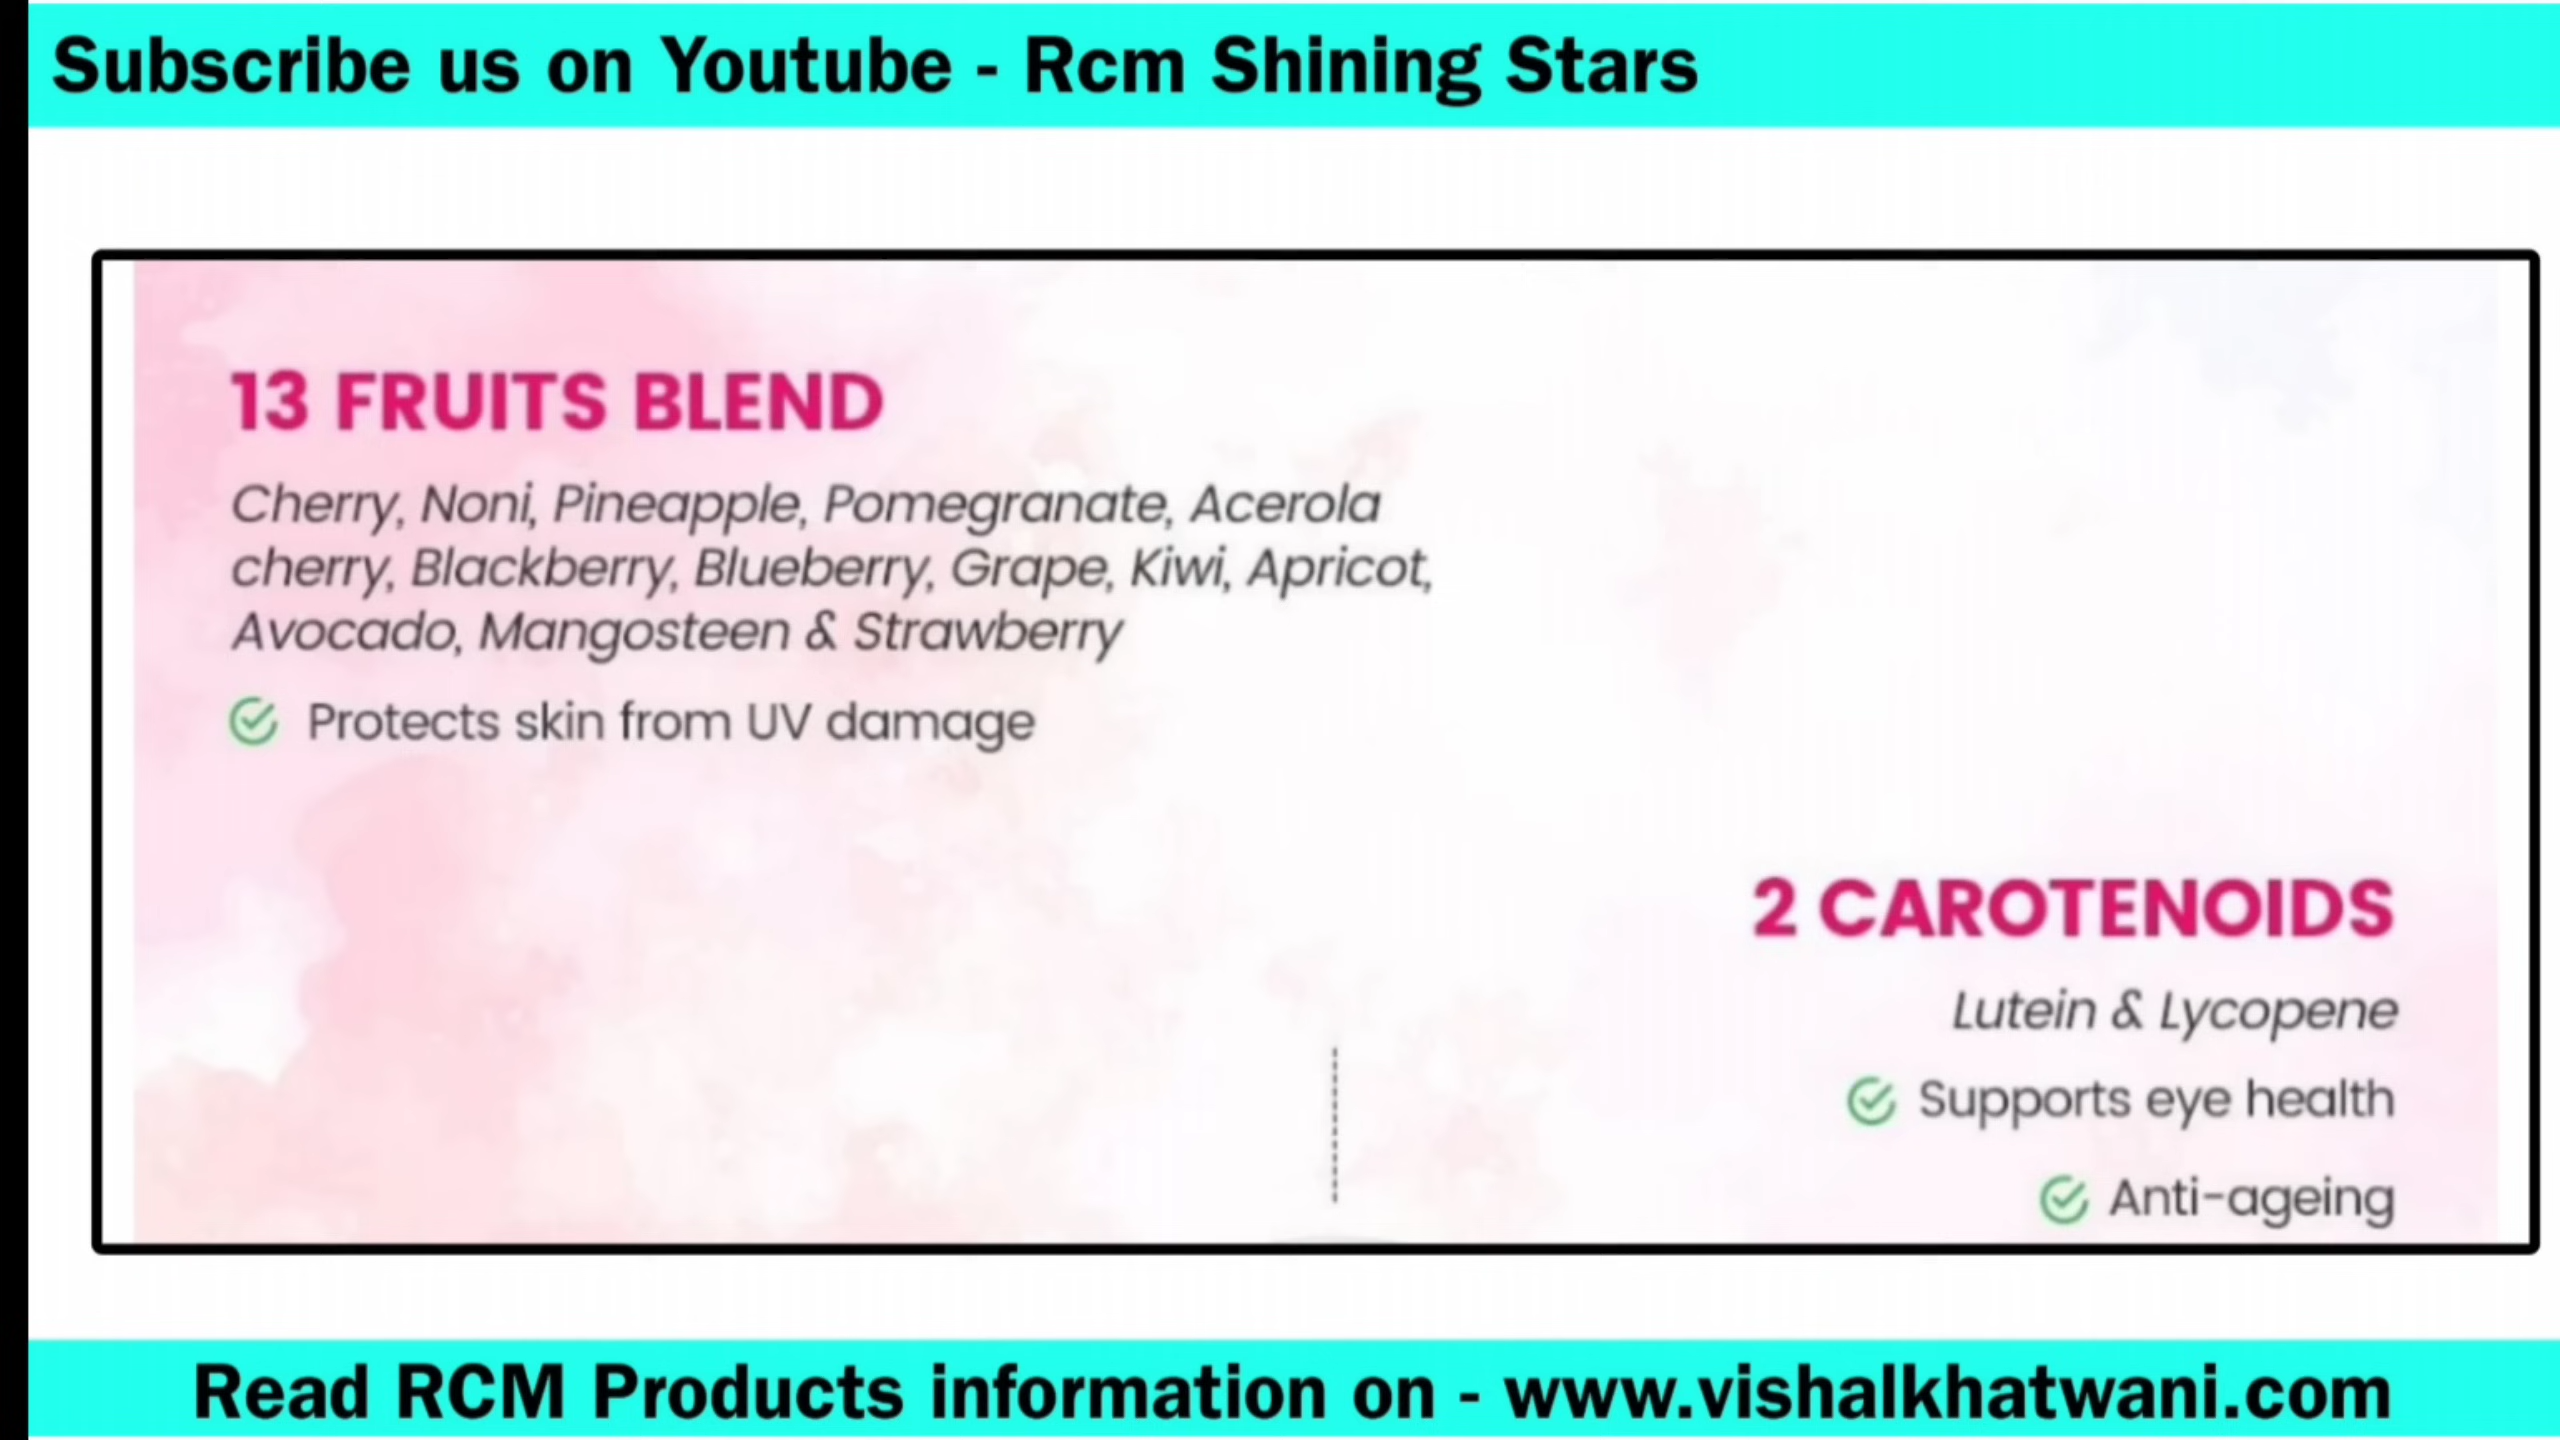 Subscribe us on Youtube - Rcm Shining Stars
13 FRUITS BLEND
Cherry, Noni, Pineapple, Pomegranate, Acerola
cherry, Blackberry, Blueberry, Grape, Kiwi, Apricot,
Avocado, Mangosteen & Strawberry
Protects skin from UV damage
2 CAROTENOIDS
Lutein & Lycopene
Supports eye health
Anti-ageing
Read RCM Products information on - www.vishalkhatwani.com